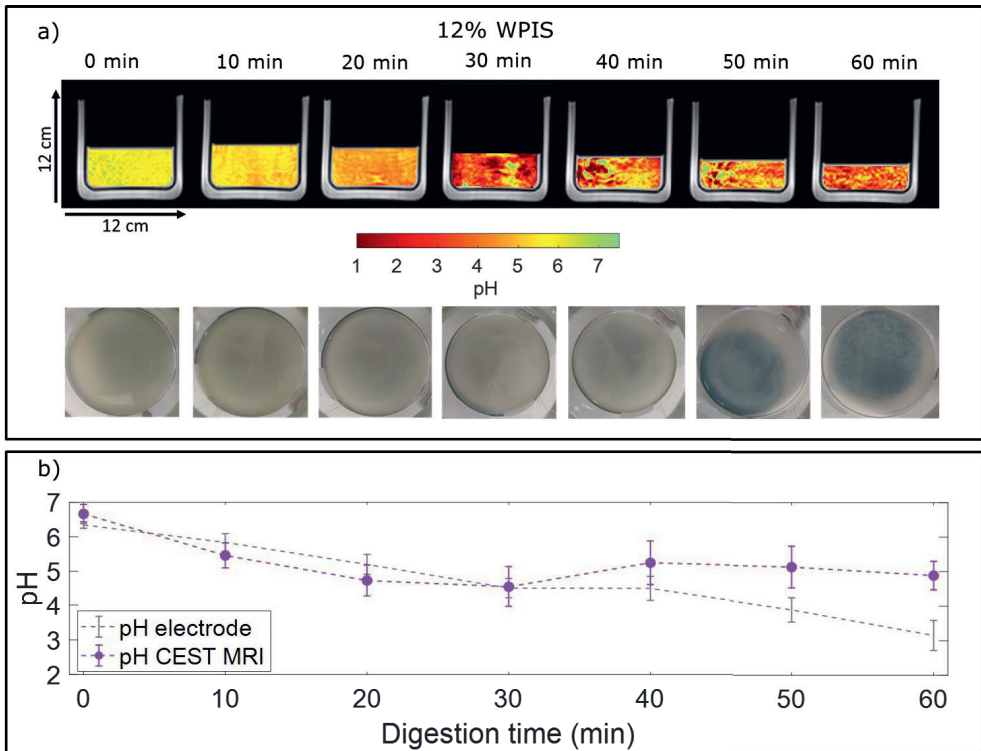 a)
12% WPIS
0 min 10 min 20 min 30 min 40 min 50 min 60 min
12 cm
12 cm
1 2 3 4 5 6 7
pH
b)
7
6
5
4
3
2
pH
pH electrode
pH CEST MRI
0 10 20 30 40 50 60
Digestion time (min)